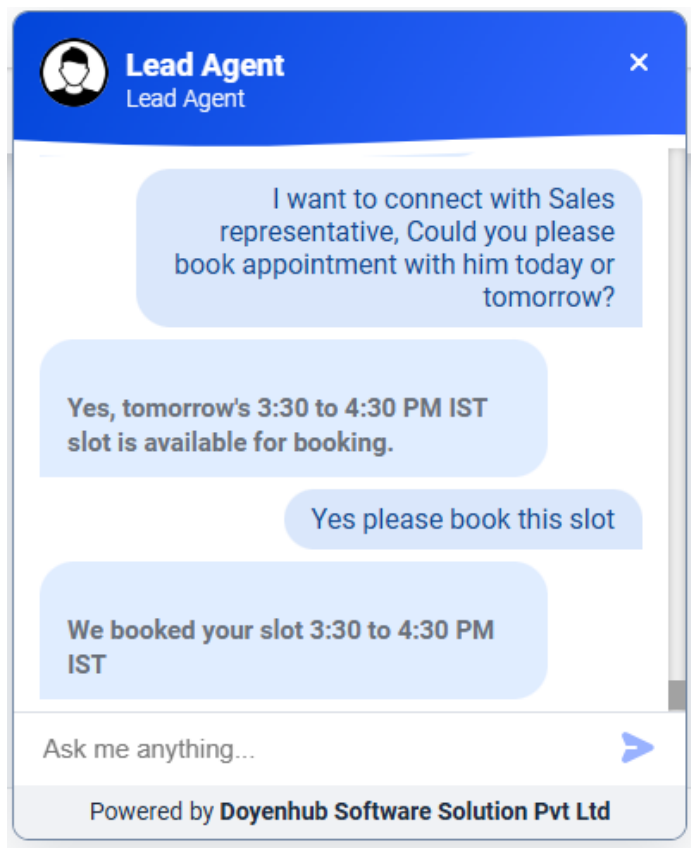 Lead Agent
Lead Agent
I want to connect with Sales
representative, Could you please
book appointment with him today or
tomorrow?
Yes, tomorrow's 3:30 to 4:30 PM IST
slot is available for booking.
Yes please book this slot
We booked your slot 3:30 to 4:30 PM
IST
Ask me anything...
Powered by Doyenhub Software Solution Pvt Ltd